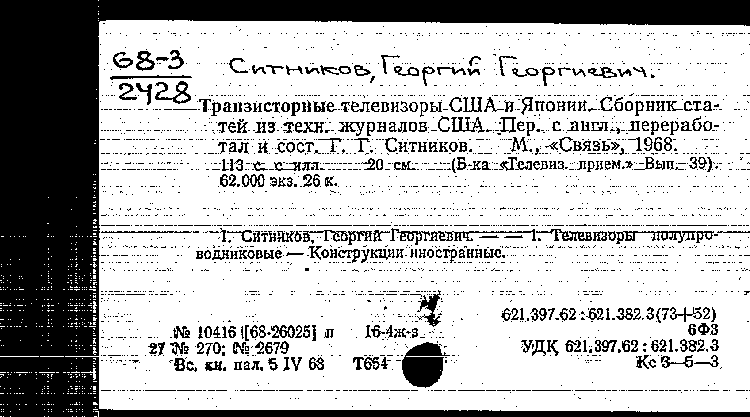 68-3
2428
Ситников, Георгий Георгиевич.
Транзисторные телевизоры США и Японии. Сборник ста-
тей из техн. журналов США. Пер. с англ., перерабо-
тал и сост. Г. Г. Ситников. М., «Связь», 1968.
113 с. с илл. 20 см. (Б-ка «Телевиз. прием.» Вып. 39).
62.000 экз. 26 к.
I. Ситников, Георгий Георгиевич. — — 1. Телевизоры полупро-
водниковые — Конструкции иностранные.
621.397.62 : 621.382.3(73+52)
№ 10416 [68-26025] п 16-4ж-з 6Ф3
27 № 270; № 2679 УДК 621.397.62 : 621.382.3
Вс. кн. пал. 5 IV 68 Т654 Кс 3—5—3